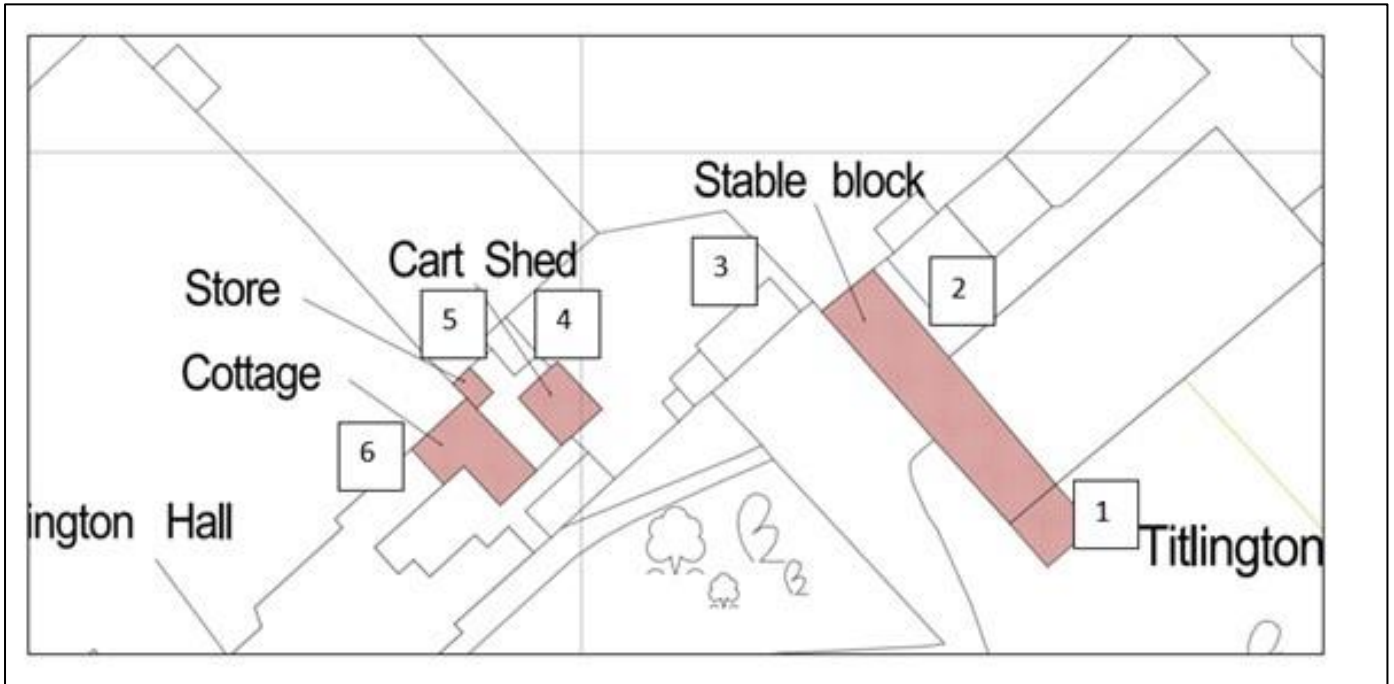 Stable block
Cart Shed
3
Store
2
5
4
Cottage
6
1
ington Hall
Titlington